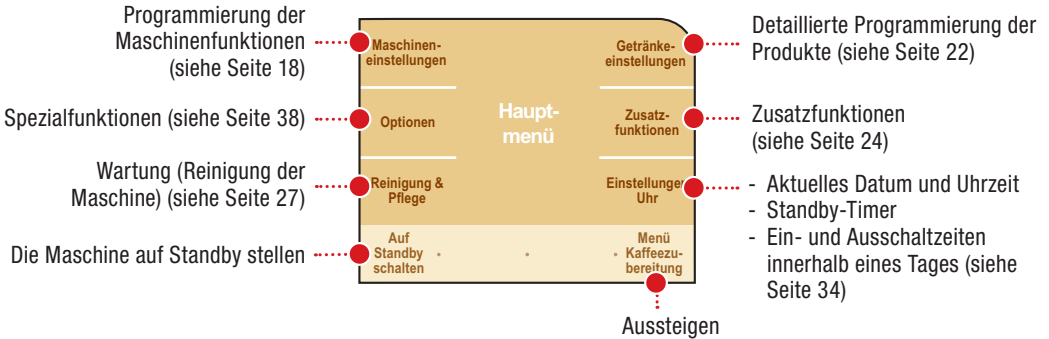 Programmierung der
Maschinenfunktionen
(siehe Seite 18)
Spezialfunktionen (siehe Seite 38)
Wartung (Reinigung der
Maschine) (siehe Seite 27)
Die Maschine auf Standby stellen
Maschinen-
einstellungen
Optionen
Reinigung &
Pflege
Auf
Standby
schalten
Haupt-
menü
Getränke-
einstellungen
Zusatz-
funktionen
Einstellungen
Uhr
Menü
Kaffeezu-
bereitung
Detaillierte Programmierung der
Produkte (siehe 22)
Zusatzfunktionen
(siehe Seite 24)
- Aktuelles Datum und Uhrzeit
- Standby-Timer
- Ein- und Ausschaltzeiten
innerhalb eines Tages (siehe
Seite 34)
Aussteigen